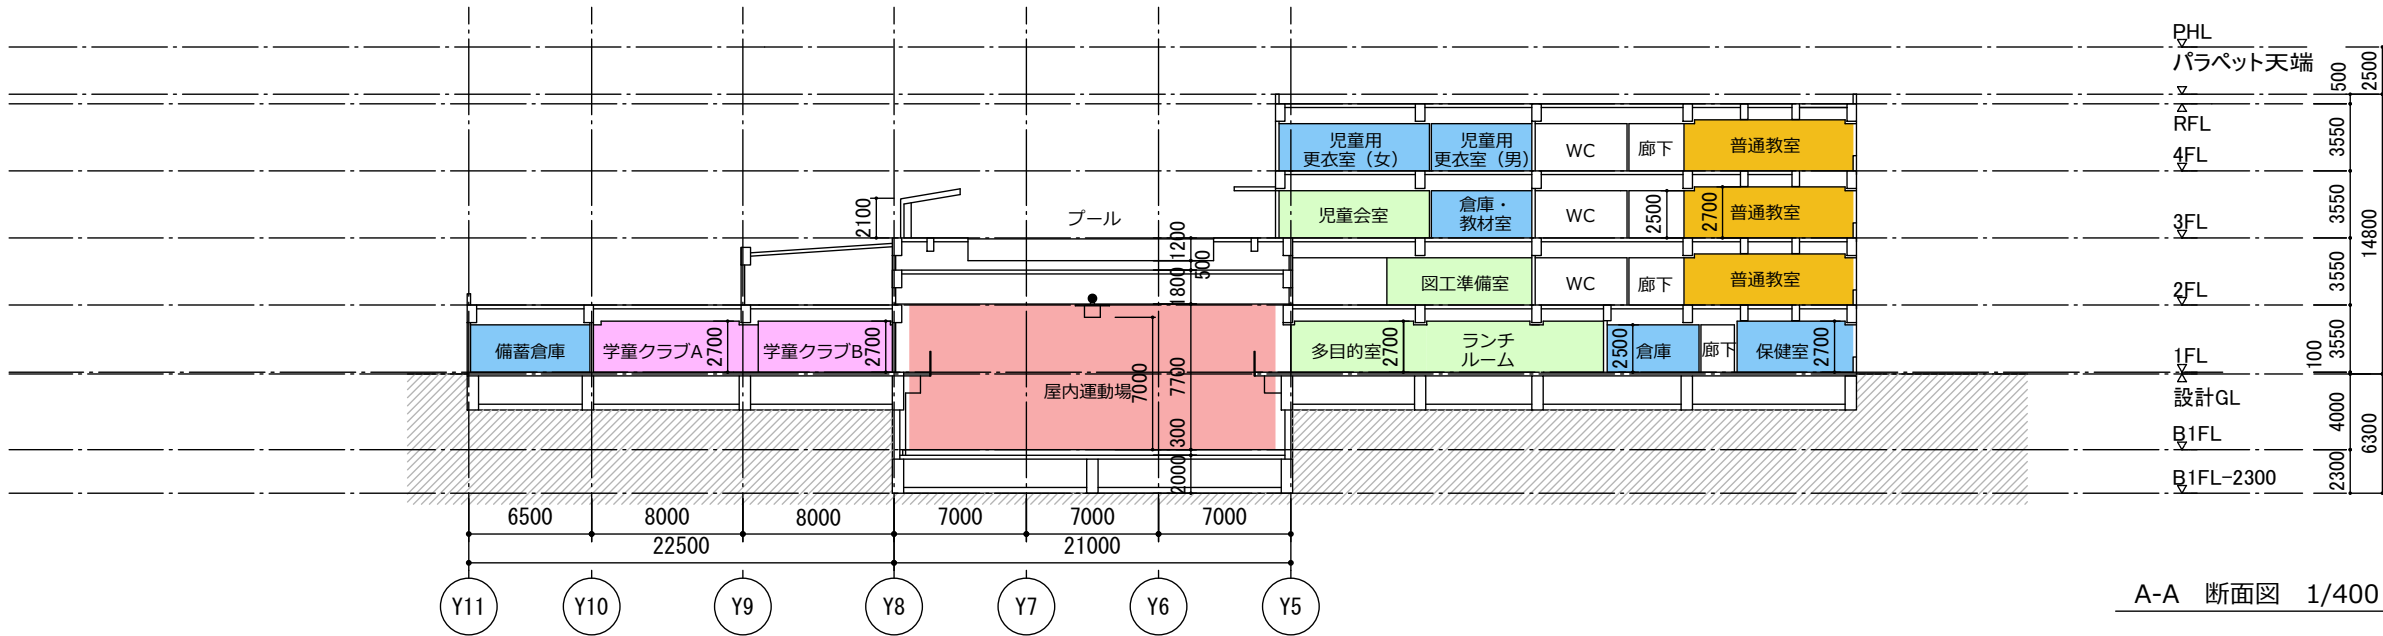 PHL
パラペット天端
RFL
4FL
3FL
2FL
1FL
設計GL
B1FL
B1FL-2300
500
2500
3550
3550
3550
3550
14800
100
4000
6300
2300
児童用
更衣室（女）
児童用
更衣室（男）
WC
廊下
普通教室
児童会室
倉庫・
教材室
WC
廊下
2500
2700
普通教室
図工準備室
WC
廊下
普通教室
多目的室
2700
ランチ
ルーム
2500
倉庫
廊下
保健室
2700
2100
プール
1200
500
1800
備蓄倉庫
学童クラブA
2700
学童クラブB
2700
屋内運動場
7000
7700
300
2000
6500
8000
8000
7000
7000
7000
22500
21000
Y11
Y10
Y9
Y8
Y7
Y6
Y5
A-A　断面図　1/400